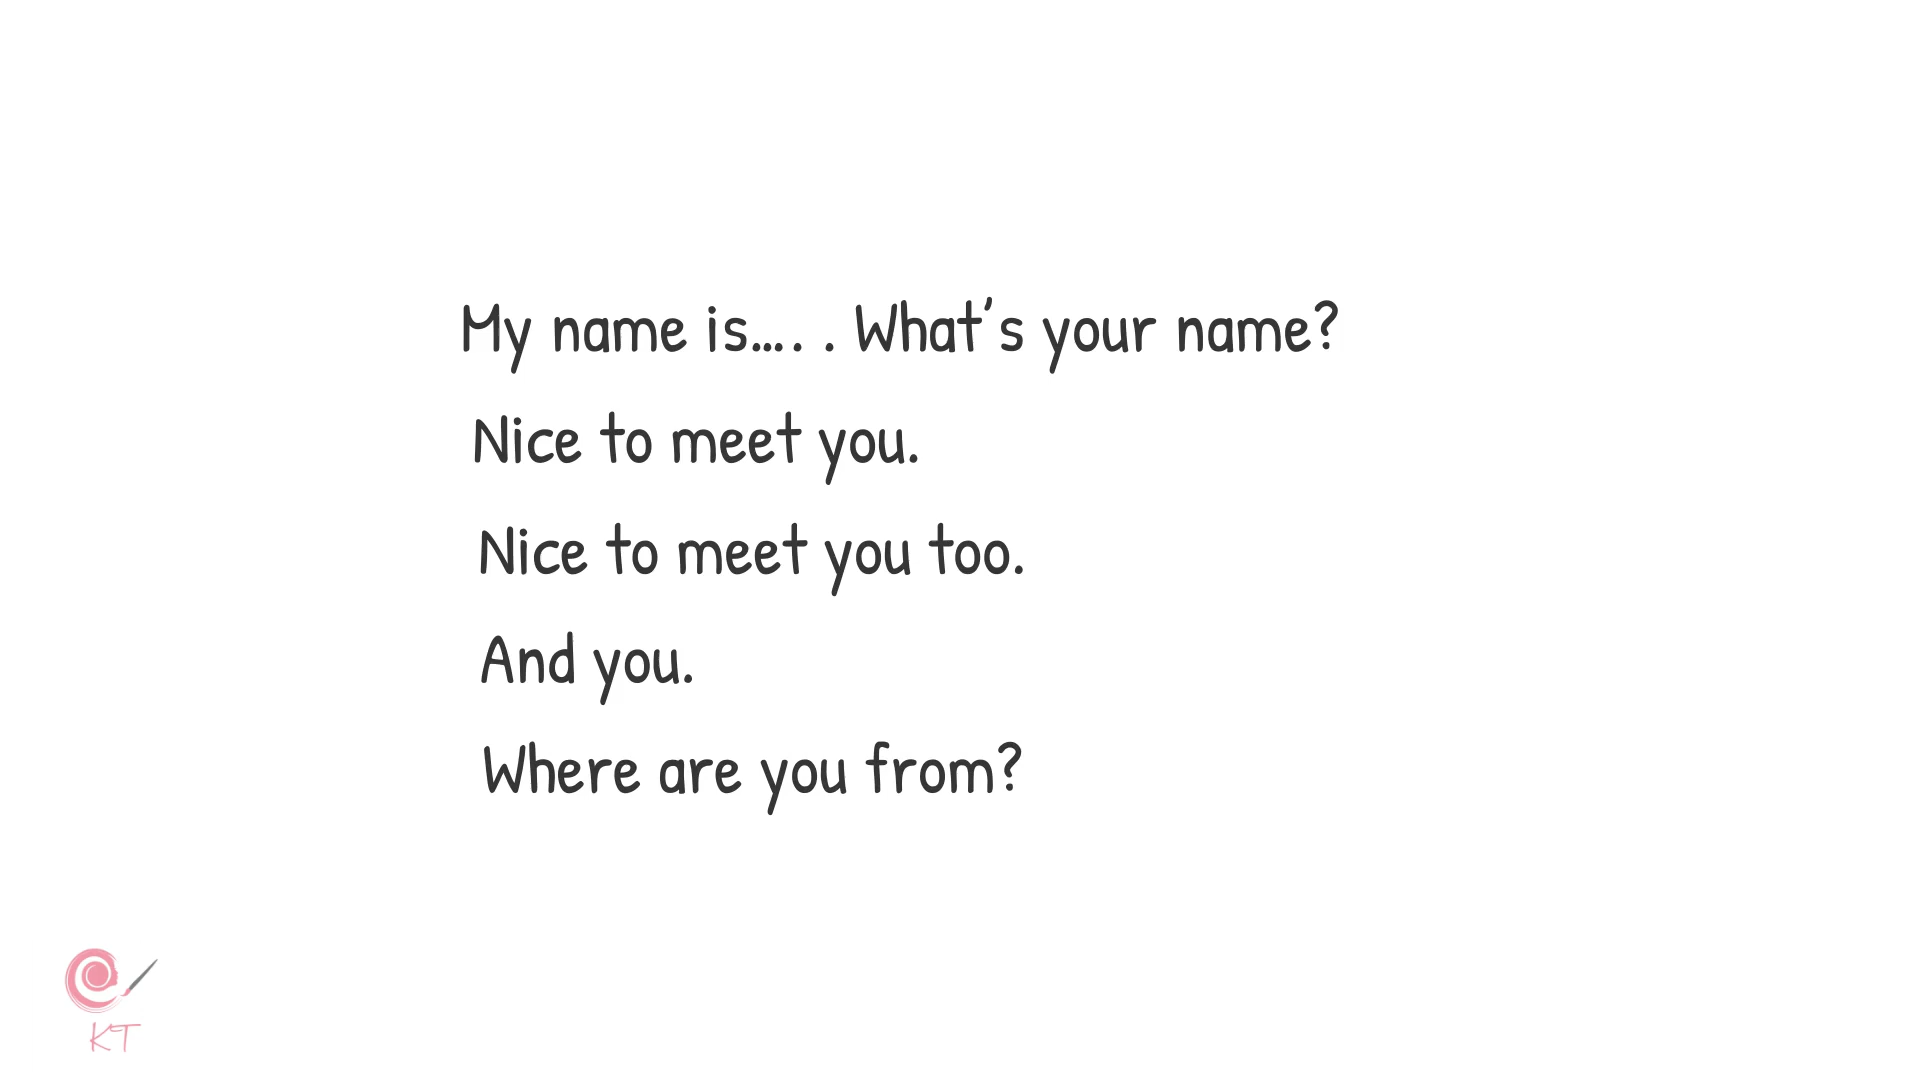 My name is….. . What's your name?
Nice to meet you.
Nice to meet you too.
And you.
Where are you from?
KT